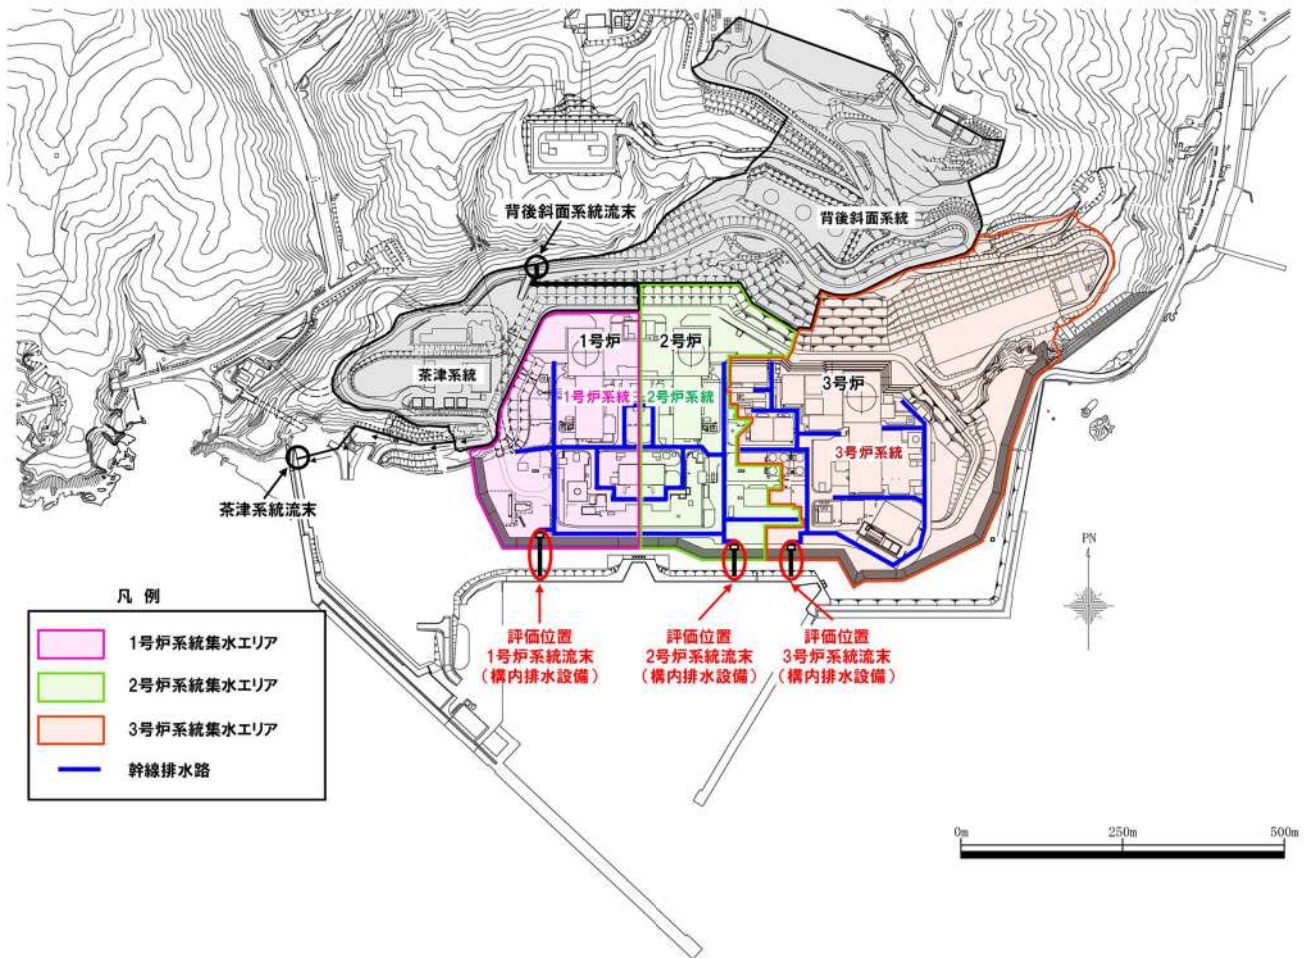 背後斜面系統流末
背後斜面系統
1号炉
2号炉
3号炉
茶津系統
1号炉系統
2号炉系統
3号炉系統
茶津系統流末
PN
凡 例
1号炉系統集水エリア
2号炉系統集水エリア
3号炉系統集水エリア
幹線排水路
評価位置
1号炉系統流末
(構内排水設備)
評価位置
2号炉系統流末
(構内排水設備)
評価位置
3号炉系統流末
(構内排水設備)
0m
250m
500m